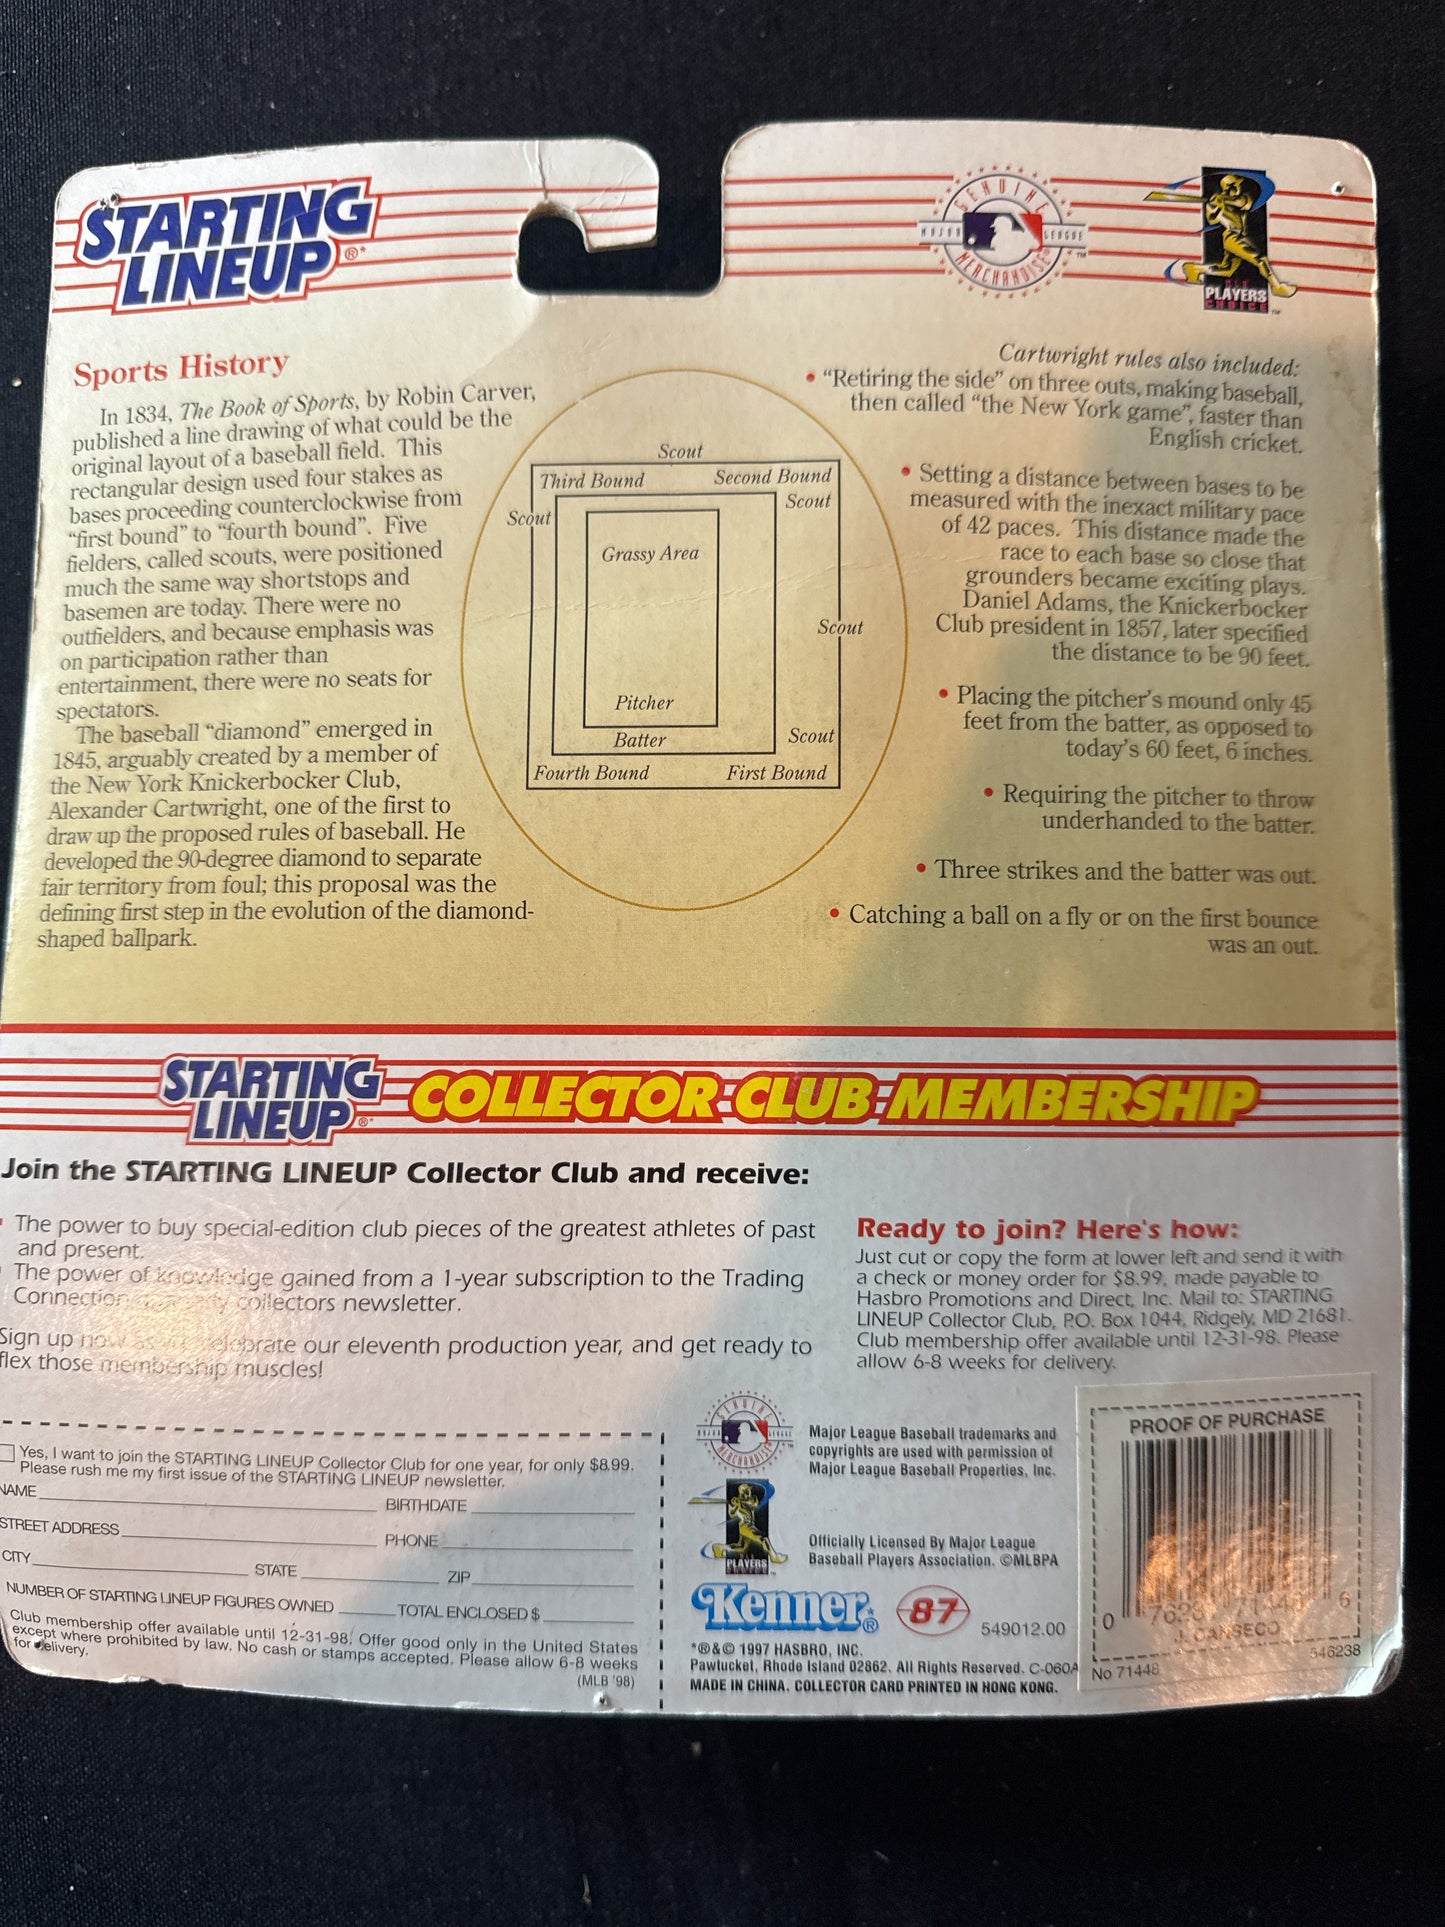 STARTING
LINEUP®*
GENUINE
MAJOR LEAGUE
MERCHANDISE
TM
PLAYERS
CHOICE
TM
Sports History
In 1834, The Book of Sports, by Robin Carver,
published a line drawing of what could be the
original layout of a baseball field. This
rectangular design used four stakes as
bases proceeding counterclockwise from
“first bound” to “fourth bound”. Five
fielders, called scouts, were positioned
much the same way shortstops and
basemen are today. There were no
outfielders, and because emphasis was
on participation rather than
entertainment, there were no seats for
spectators.
The baseball “diamond” emerged in
1845, arguably created by a member of
the New York Knickerbocker Club,
Alexander Cartwright, one of the first to
draw up the proposed rules of baseball. He
developed the 90-degree diamond to separate
fair territory from foul; this proposal was the
defining first step in the evolution of the diamond-
shaped ballpark.
Scout
Third Bound Second Bound
Scout Scout
Grassy Area
Scout
Pitcher
Batter Scout
Fourth Bound First Bound
Cartwright rules also included:
• “Retiring the side” on three outs, making baseball,
then called “the New York game”, faster than
English cricket.
• Setting a distance between bases to be
measured with the inexact military pace
of 42 paces. This distance made the
race to each base so close that
grounders became exciting plays.
Daniel Adams, the Knickerbocker
Club president in 1857, later specified
the distance to be 90 feet.
• Placing the pitcher’s mound only 45
feet from the batter, as opposed to
today’s 60 feet, 6 inches.
• Requiring the pitcher to throw
underhanded to the batter.
• Three strikes and the batter was out.
• Catching a ball on a fly or on the first bounce
was an out.
STARTING
LINEUP®* COLLECTOR CLUB MEMBERSHIP
Join the STARTING LINEUP Collector Club and receive:
The power to buy special-edition club pieces of the greatest athletes of past
and present.
The power of knowledge gained from a 1-year subscription to the Trading
Connection collectors newsletter.
Sign up now as we celebrate our eleventh production year, and get ready to
flex those membership muscles!
Ready to join? Here's how:
Just cut or copy the form at lower left and send it with
a check or money order for $8.99, made payable to
Hasbro Promotions and Direct, Inc. Mail to: STARTING
LINEUP Collector Club, P.O. Box 1044, Ridgely, MD 21681.
Club membership offer available until 12-31-98. Please
allow 6-8 weeks for delivery.
Yes, I want to join the STARTING LINEUP Collector Club for one year, for only $8.99.
Please rush me my first issue of the STARTING LINEUP newsletter.
NAME BIRTHDATE
STREET ADDRESS PHONE
CITY STATE ZIP
NUMBER OF STARTING LINEUP FIGURES OWNED TOTAL ENCLOSED $
Club membership offer available until 12-31-98. Offer good only in the United States
except where prohibited by law. No cash or stamps accepted. Please allow 6-8 weeks
for delivery.
(MLB '98)
GENUINE
MAJOR LEAGUE
MERCHANDISE
TM
Major League Baseball trademarks and
copyrights are used with permission of
Major League Baseball Properties, Inc.
PLAYERS
Officially Licensed By Major League
Baseball Players Association. ©MLBPA
Kenner® 87 549012.00
*®&© 1997 HASBRO, INC.
Pawtucket, Rhode Island 02862. All Rights Reserved. C-060A
MADE IN CHINA. COLLECTOR CARD PRINTED IN HONG KONG.
PROOF OF PURCHASE
0 6
J. CANSECO
546238
No 71448